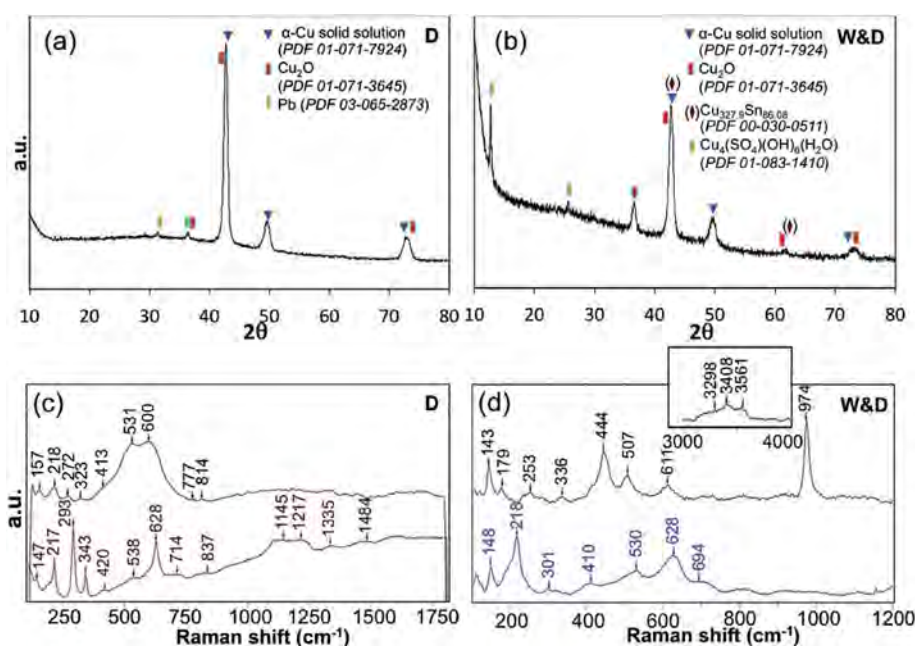 (a)
α-Cu solid solution
(PDF 01-071-7924)
D
Cu₂O
(PDF 01-071-3645)
Pb (PDF 03-065-2873)
a.u.
10 20 30 40 50 60 70 80
2θ
(b)
α-Cu solid solution
(PDF 01-071-7924)
W&D
Cu₂O
(PDF 01-071-3645)
Cu₃₂₇.₉Sn₈₆.₀₈
(PDF 00-030-0511)
Cu₄(SO₄)(OH)₆(H₂O)
(PDF 01-083-1410)
10 20 30 40 50 60 70 80
2θ
(c)
D
a.u.
157 218 272 323 413 531 600 777 814
147 217 293 343 420 538 628 714 837 1145 1217 1335 1484
250 500 750 1000 1250 1500 1750
Raman shift (cm⁻¹)
(d)
W&D
3298 3408 3561
3000 4000
143 179 253 336 444 507 611 974
148 218 301 410 530 628 694
200 400 600 800 1000 1200
Raman shift (cm⁻¹)